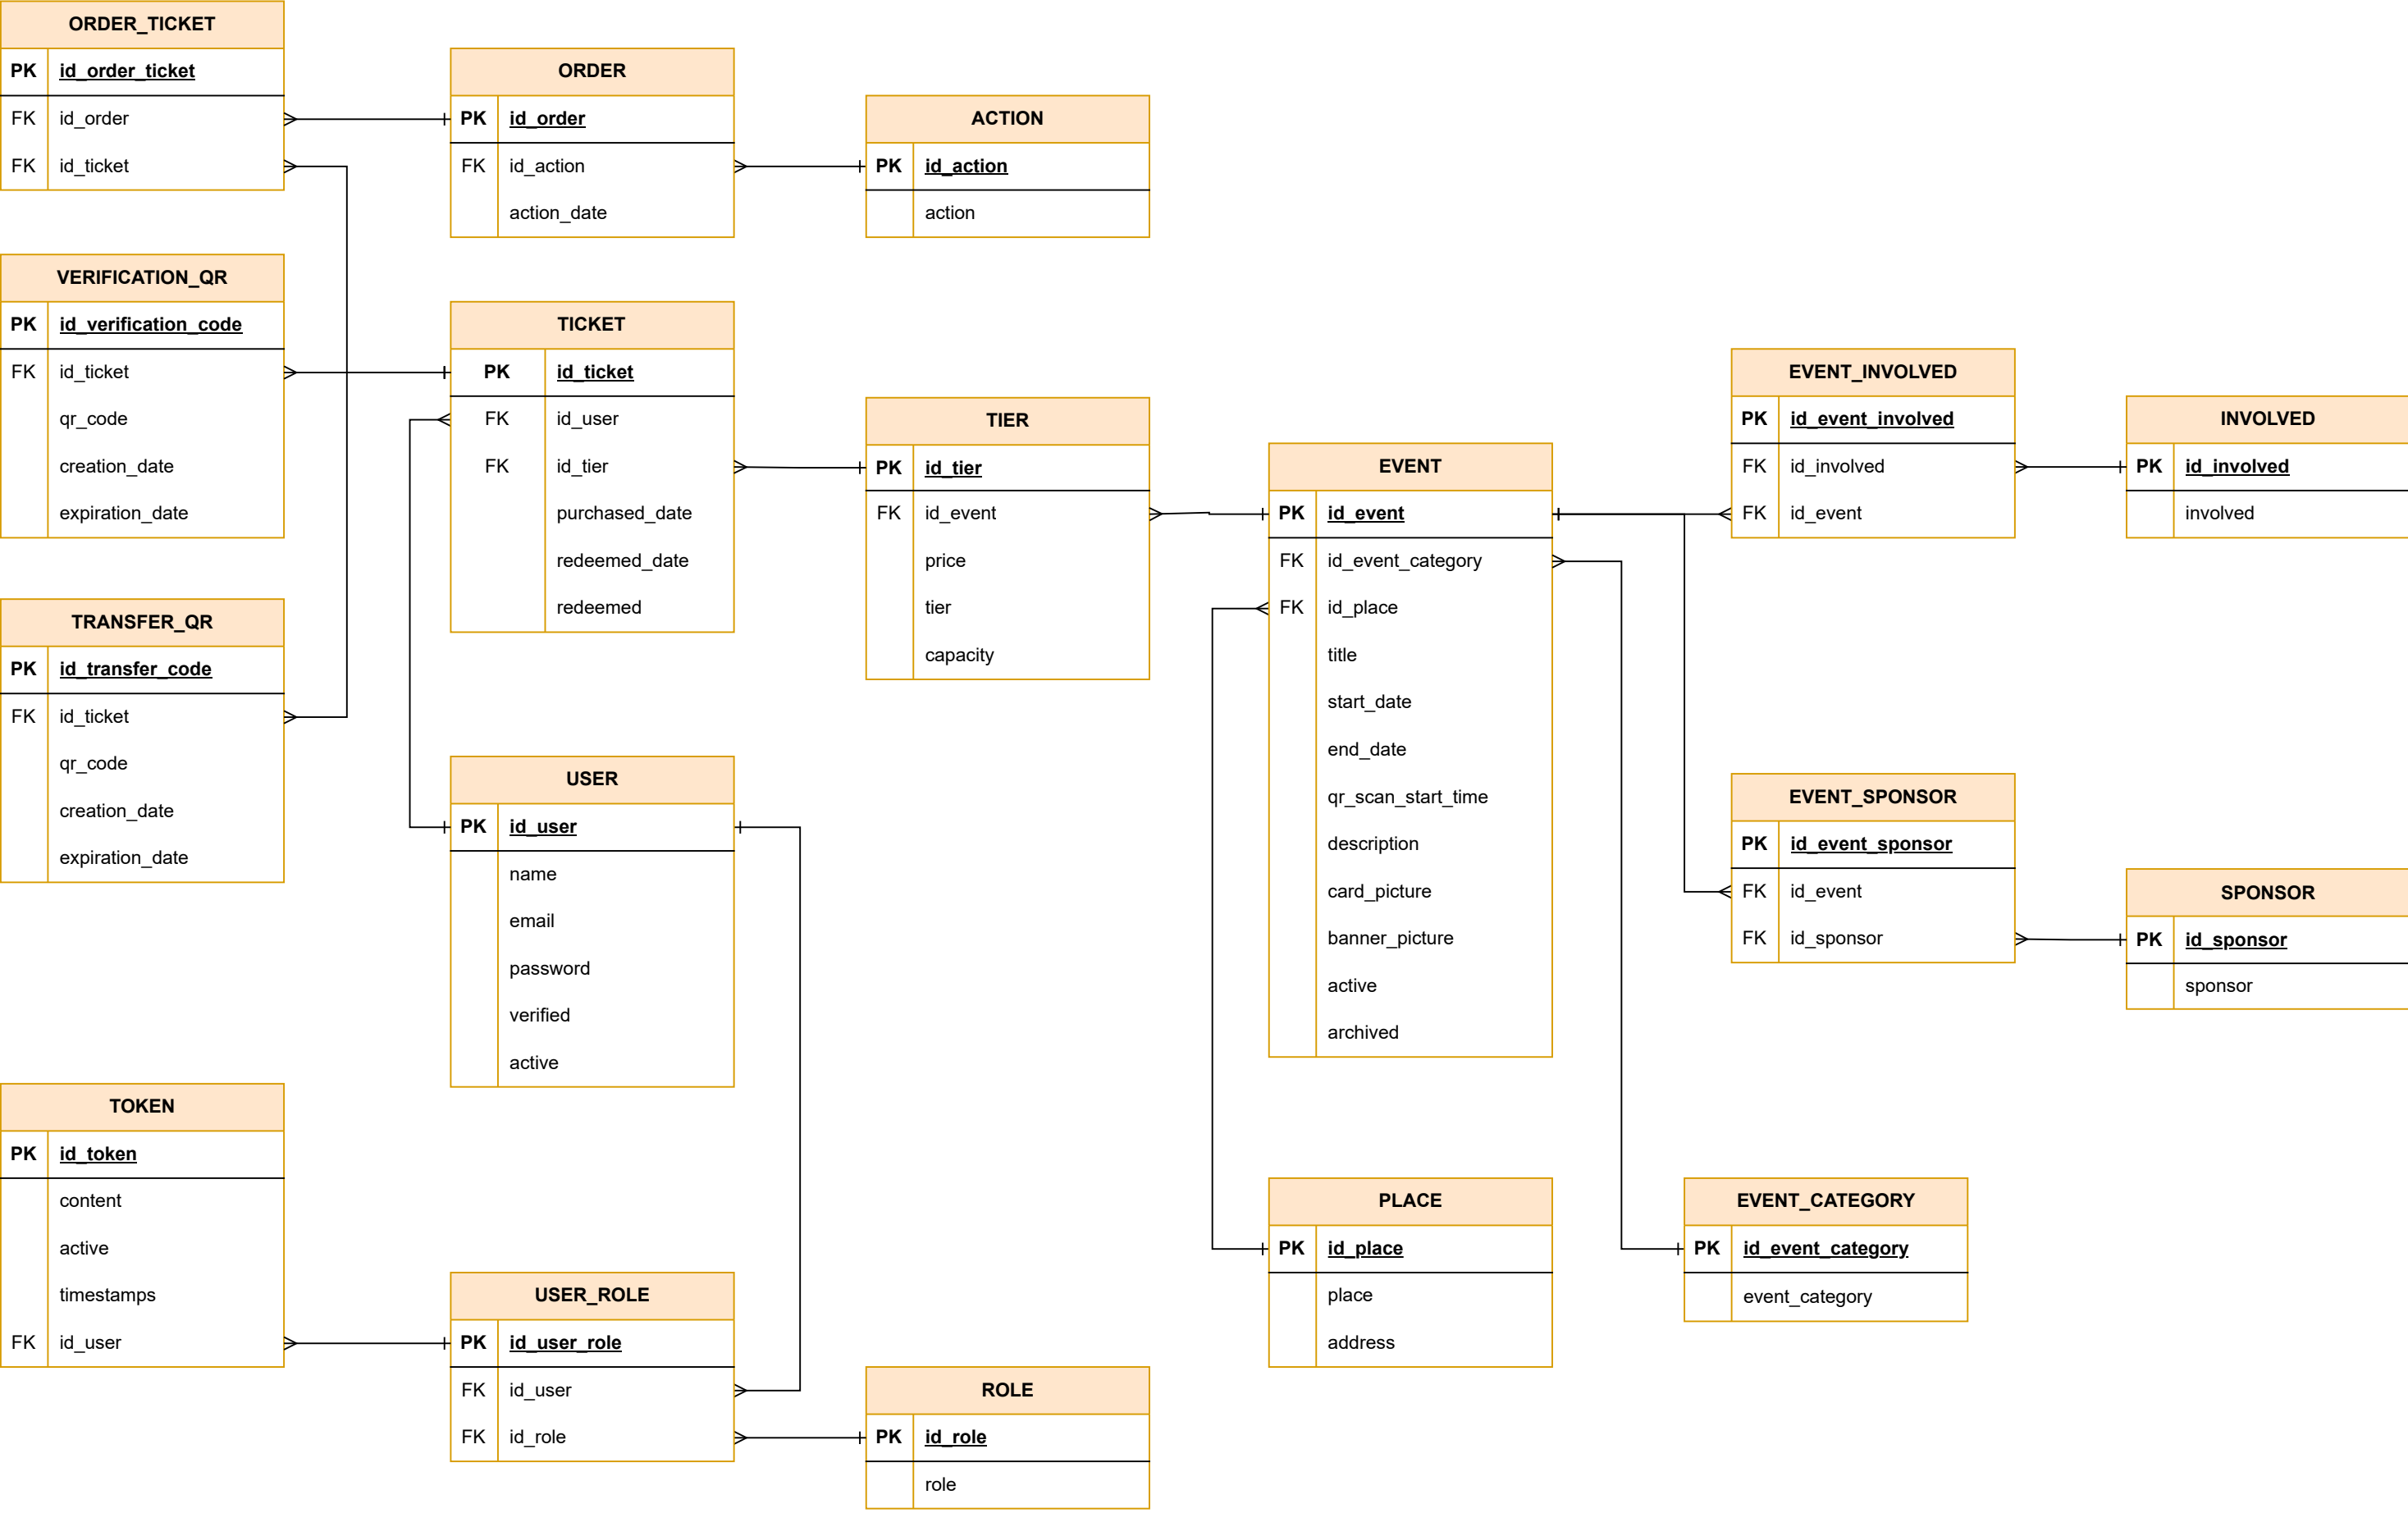 ORDER_TICKET
PK id_order_ticket
FK id_order
FK id_ticket
ORDER
PK id_order
FK id_action
action_date
ACTION
PK id_action
action
VERIFICATION_QR
PK id_verification_code
FK id_ticket
qr_code
creation_date
expiration_date
TICKET
PK id_ticket
FK id_user
FK id_tier
purchased_date
redeemed_date
redeemed
TIER
PK id_tier
FK id_event
price
tier
capacity
EVENT
PK id_event
FK id_event_category
FK id_place
title
start_date
end_date
qr_scan_start_time
description
card_picture
banner_picture
active
archived
EVENT_INVOLVED
PK id_event_involved
FK id_involved
FK id_event
INVOLVED
PK id_involved
involved
TRANSFER_QR
PK id_transfer_code
FK id_ticket
qr_code
creation_date
expiration_date
USER
PK id_user
name
email
password
verified
active
EVENT_SPONSOR
PK id_event_sponsor
FK id_event
FK id_sponsor
SPONSOR
PK id_sponsor
sponsor
TOKEN
PK id_token
content
active
timestamps
FK id_user
USER_ROLE
PK id_user_role
FK id_user
FK id_role
ROLE
PK id_role
role
PLACE
PK id_place
place
address
EVENT_CATEGORY
PK id_event_category
event_category